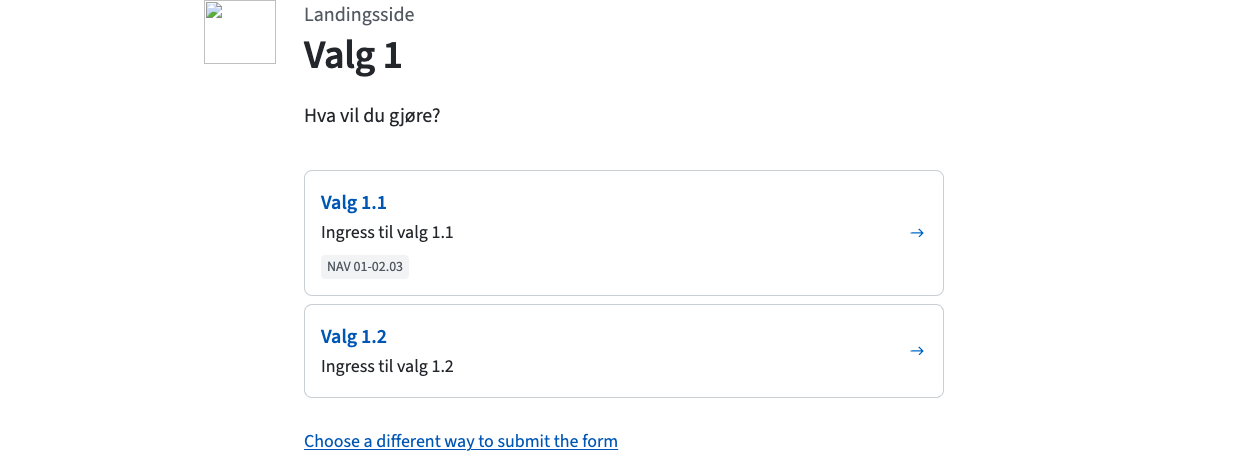 Landingsside
Valg 1
Hva vil du gjøre?
Valg 1.1
Ingress til valg 1.1
NAV 01-02.03
Valg 1.2
Ingress til valg 1.2
Choose a different way to submit the form